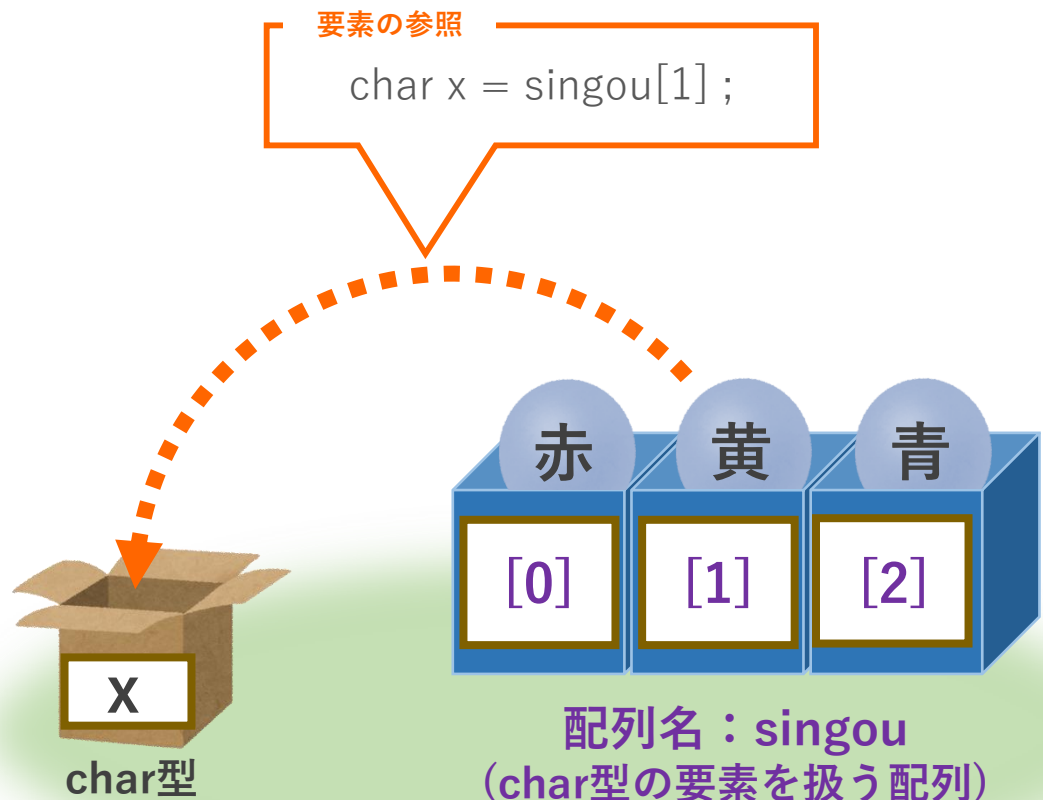 要素の参照
char x = singou[1] ;
赤 黄 青
[0] [1] [2]
X
char型
配列名：singou
(char型の要素を扱う配列)